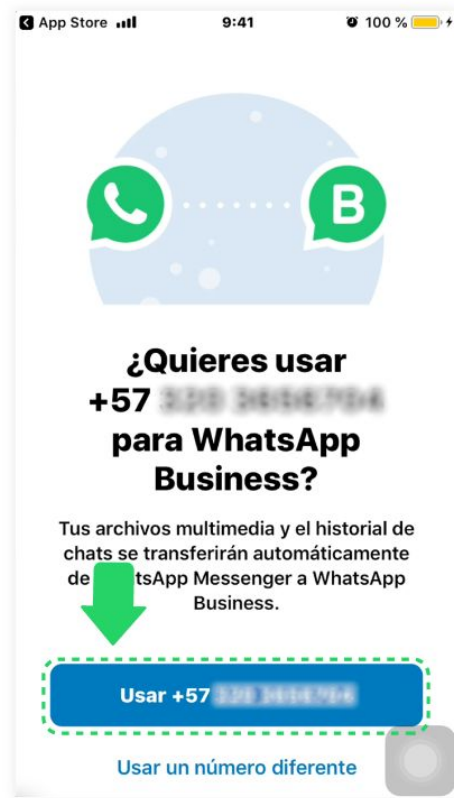 App Store
9:41
100 %
B
¿Quieres usar
+57
para WhatsApp
Business?
Tus archivos multimedia y el historial de
chats se transferirán automáticamente
de Messenger a WhatsApp
Business.
Usar +57
Usar un número diferente